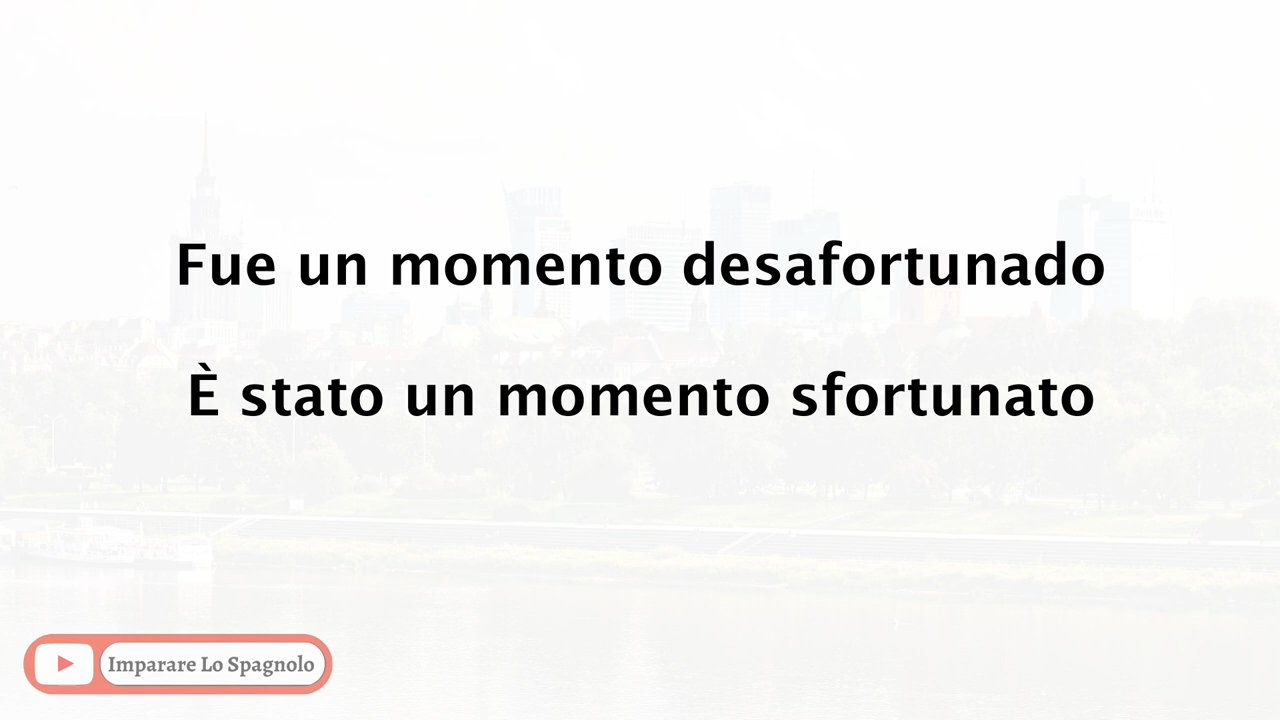 Fue un momento desafortunado
È stato un momento sfortunato
Imparare Lo Spagnolo